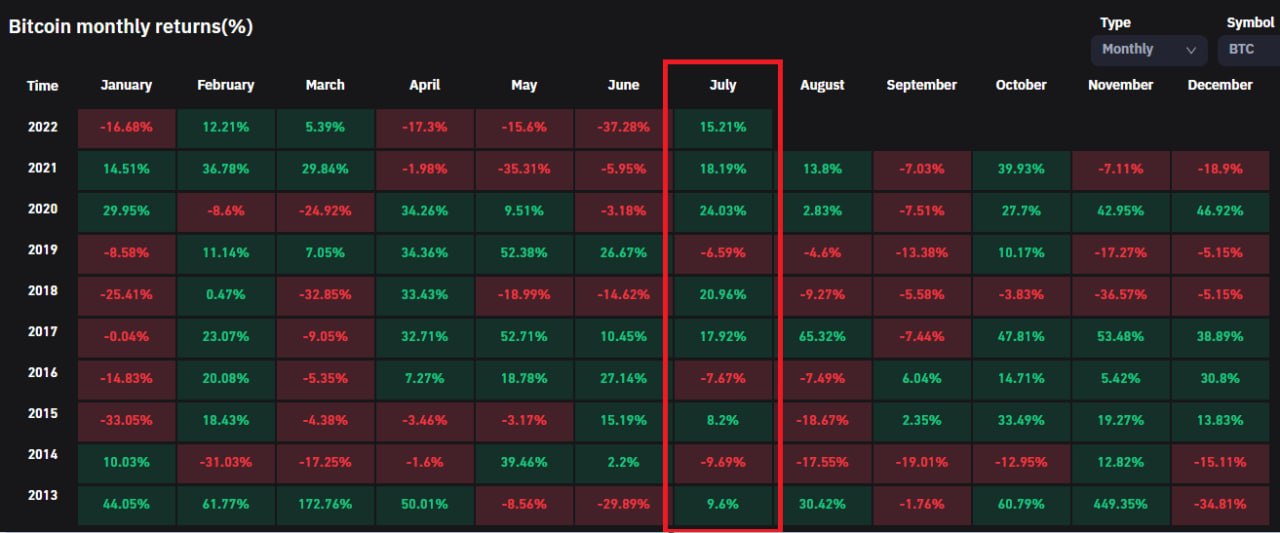 Bitcoin monthly returns(%)
Type Symbol
Monthly BTC
Time January February March April May June July August September October November December
2022 -16.68% 12.21% 5.39% -17.3% -15.6% -37.28% 15.21%
2021 14.51% 36.78% 29.84% -1.98% -35.31% -5.95% 18.19% 13.8% -7.03% 39.93% -7.11% -18.9%
2020 29.95% -8.6% -24.92% 34.26% 9.51% -3.18% 24.03% 2.83% -7.51% 27.7% 42.95% 46.92%
2019 -8.58% 11.14% 7.05% 34.36% 52.38% 26.67% -6.59% -4.6% -13.38% 10.17% -17.27% -5.15%
2018 -25.41% 0.47% -32.85% 33.43% -18.99% -14.62% 20.96% -9.27% -5.58% -3.83% -36.57% -5.15%
2017 -0.04% 23.07% -9.05% 32.71% 52.71% 10.45% 17.92% 65.32% -7.44% 47.81% 53.48% 38.89%
2016 -14.83% 20.08% -5.35% 7.27% 18.78% 27.14% -7.67% -7.49% 6.04% 14.71% 5.42% 30.8%
2015 -33.05% 18.43% -4.38% -3.46% -3.17% 15.19% 8.2% -18.67% 2.35% 33.49% 19.27% 13.83%
2014 10.03% -31.03% -17.25% -1.6% 39.46% 2.2% -9.69% -17.55% -19.01% -12.95% 12.82% -15.11%
2013 44.05% 61.77% 172.76% 50.01% -8.56% -29.89% 9.6% 30.42% -1.76% 60.79% 449.35% -34.81%